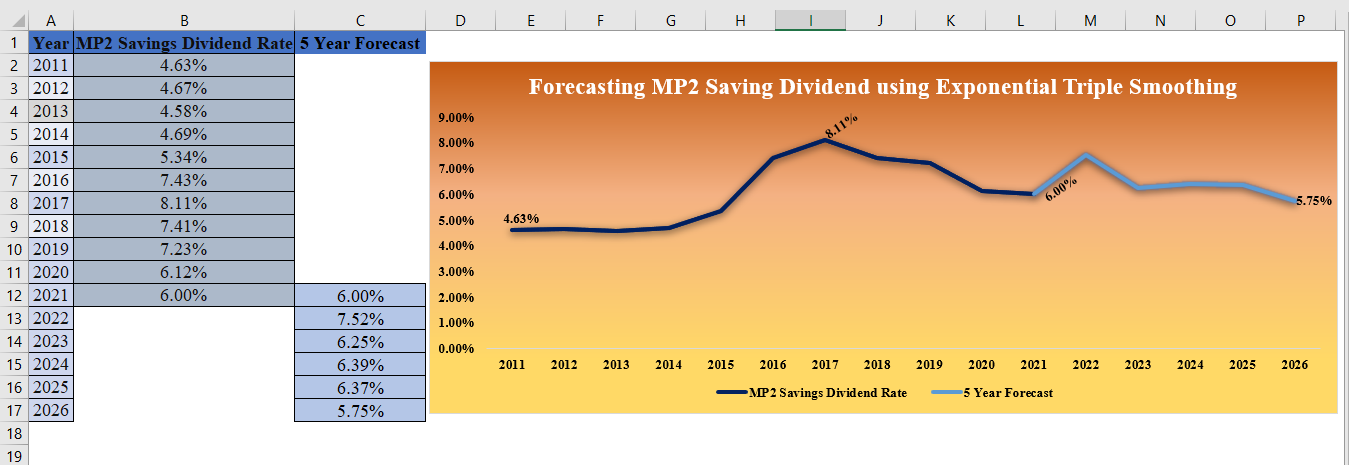 A B C D E F G H I J K L M N O P
1 Year MP2 Savings Dividend Rate 5 Year Forecast
2 2011 4.63%
3 2012 4.67%
4 2013 4.58%
5 2014 4.69%
6 2015 5.34%
7 2016 7.43%
8 2017 8.11%
9 2018 7.41%
10 2019 7.23%
11 2020 6.12%
12 2021 6.00% 6.00%
13 2022 7.52%
14 2023 6.25%
15 2024 6.39%
16 2025 6.37%
17 2026 5.75%
18
19
Forecasting MP2 Saving Dividend using Exponential Triple Smoothing
9.00%
8.00%
7.00%
6.00%
5.00%
4.00%
3.00%
2.00%
1.00%
0.00%
4.63%
8.11%
6.00%
5.75%
2011 2012 2013 2014 2015 2016 2017 2018 2019 2020 2021 2022 2023 2024 2025 2026
MP2 Savings Dividend Rate 5 Year Forecast